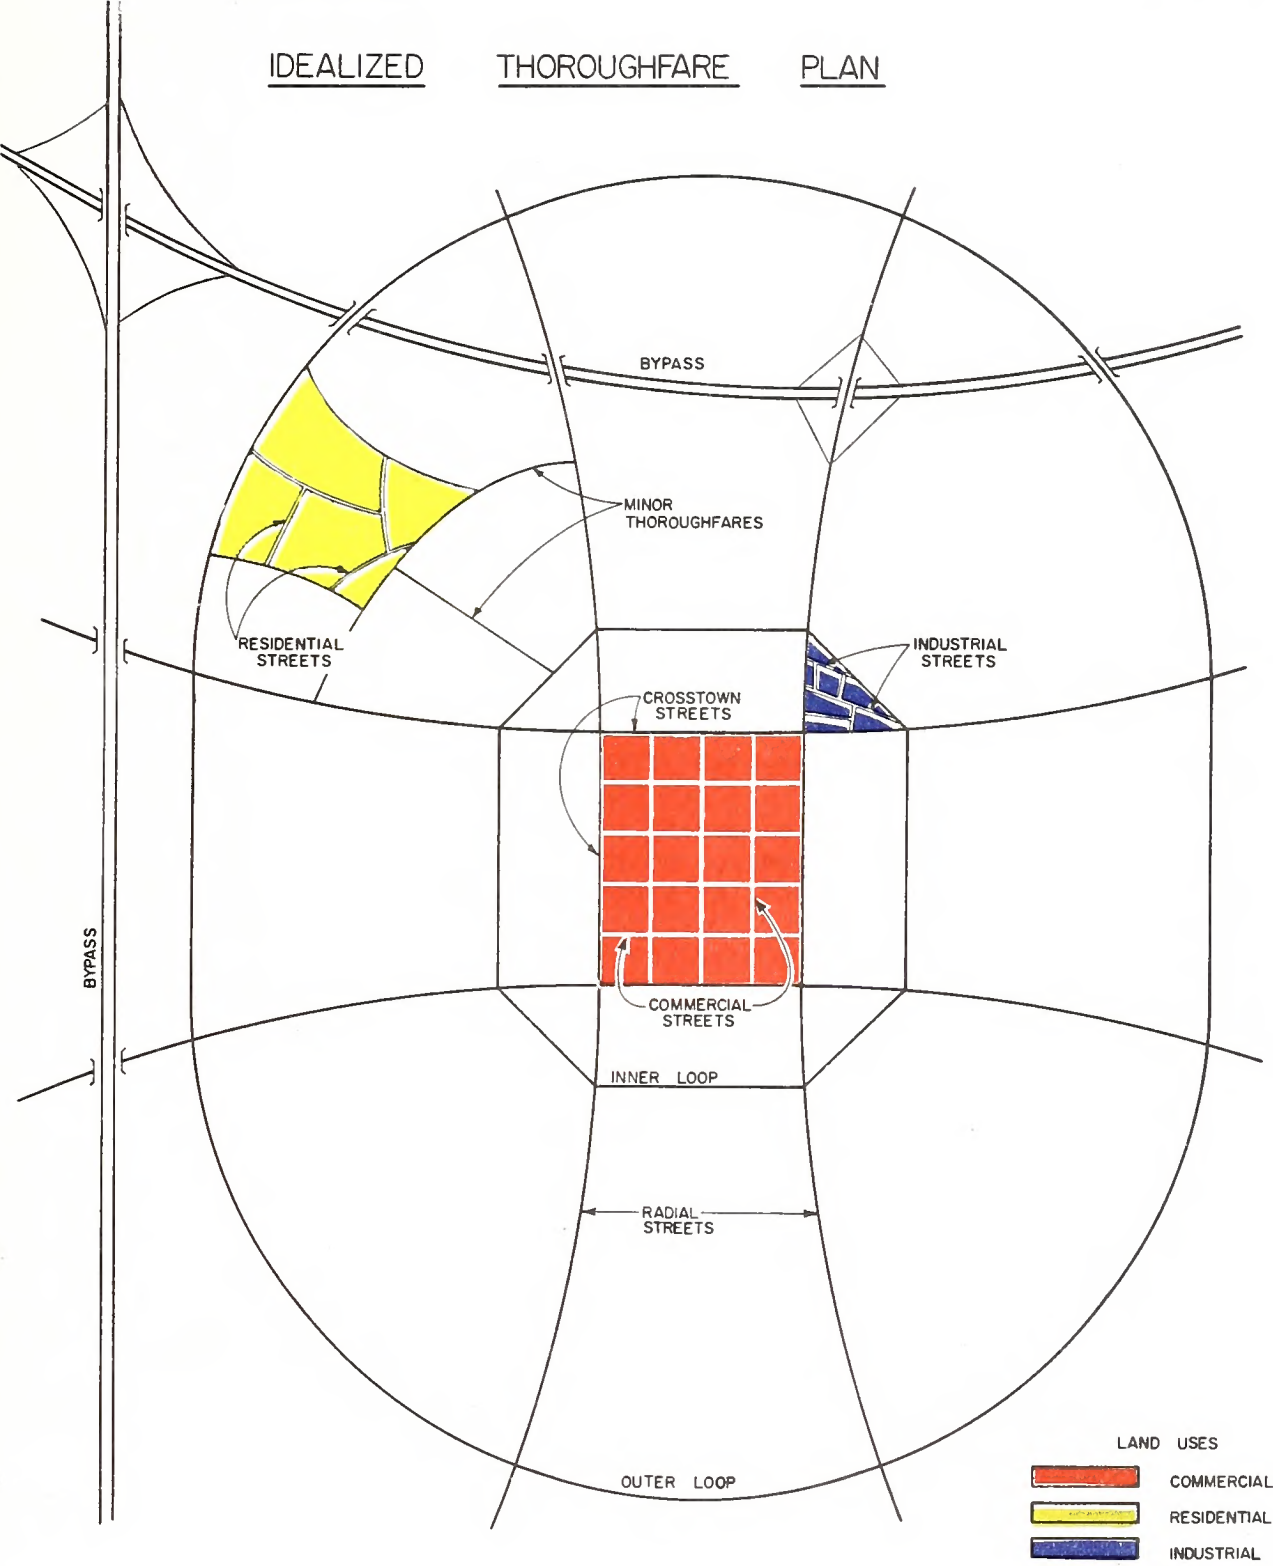 IDEALIZED THOROUGHFARE PLAN
BYPASS
MINOR
THOROUGHFARES
RESIDENTIAL
STREETS
INDUSTRIAL
STREETS
CROSSTOWN
STREETS
BYPASS
COMMERCIAL
STREETS
INNER LOOP
RADIAL
STREETS
OUTER LOOP
LAND USES
COMMERCIAL
RESIDENTIAL
INDUSTRIAL